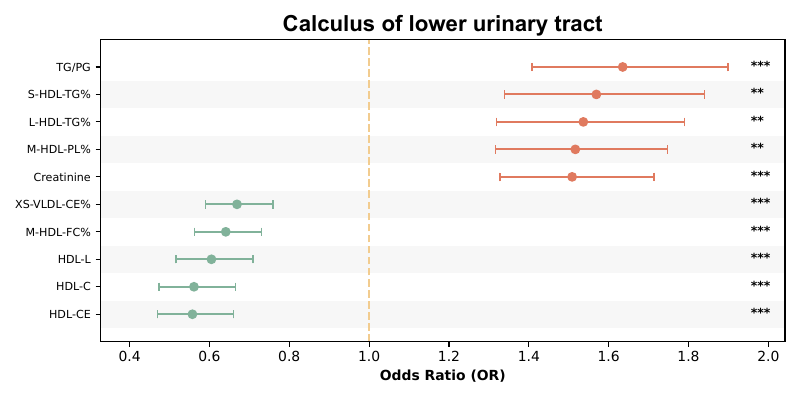 Calculus of lower urinary tract
TG/PG ***
S-HDL-TG% **
L-HDL-TG% **
M-HDL-PL% **
Creatinine ***
XS-VLDL-CE% ***
M-HDL-FC% ***
HDL-L ***
HDL-C ***
HDL-CE ***
0.4 0.6 0.8 1.0 1.2 1.4 1.6 1.8 2.0
Odds Ratio (OR)